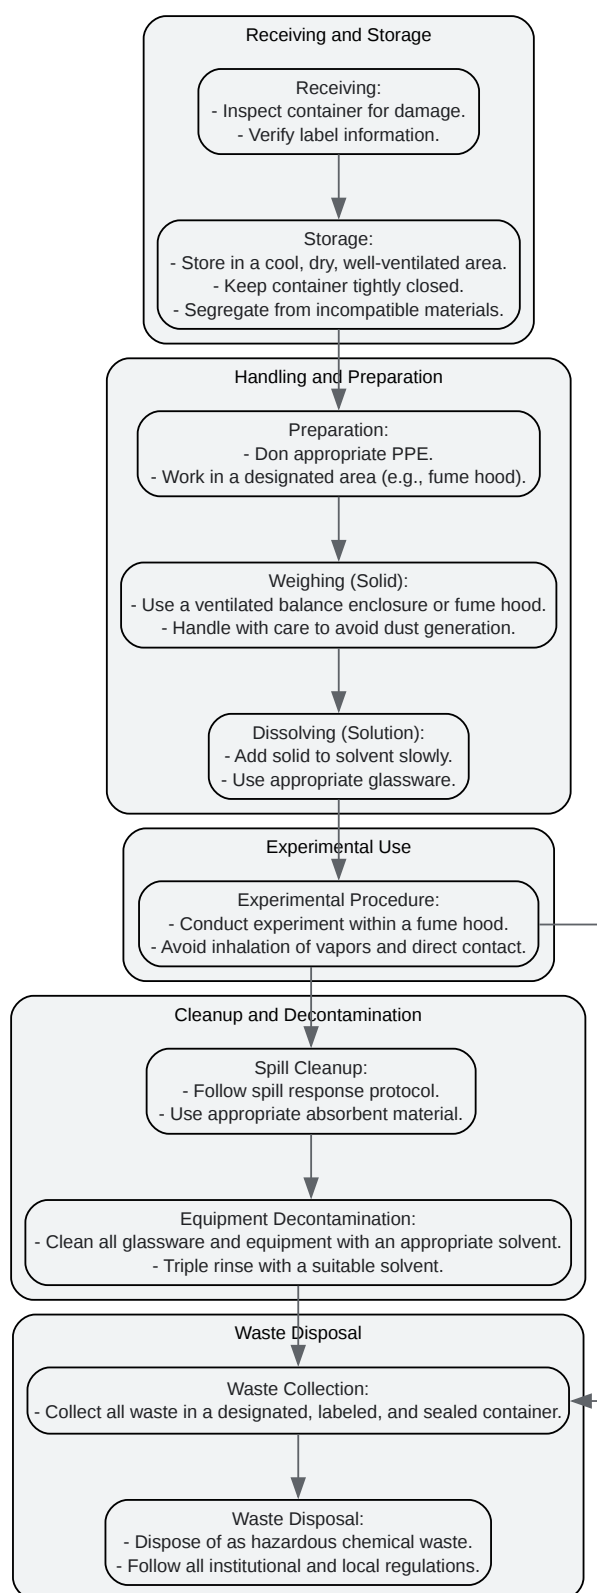 Receiving and Storage
Receiving:
- Inspect container for damage.
- Verify label information.
Storage:
- Store in a cool, dry, well-ventilated area.
- Keep container tightly closed.
- Segregate from incompatible materials.
Handling and Preparation
Preparation:
- Don appropriate PPE.
- Work in a designated area (e.g., fume hood).
Weighing (Solid):
- Use a ventilated balance enclosure or fume hood.
- Handle with care to avoid dust generation.
Dissolving (Solution):
- Add solid to solvent slowly.
- Use appropriate glassware.
Experimental Use
Experimental Procedure:
- Conduct experiment within a fume hood.
- Avoid inhalation of vapors and direct contact.
Cleanup and Decontamination
Spill Cleanup:
- Follow spill response protocol.
- Use appropriate absorbent material.
Equipment Decontamination:
- Clean all glassware and equipment with an appropriate solvent.
- Triple rinse with a suitable solvent.
Waste Disposal
Waste Collection:
- Collect all waste in a designated, labeled, and sealed container.
Waste Disposal:
- Dispose of as hazardous chemical waste.
- Follow all institutional and local regulations.